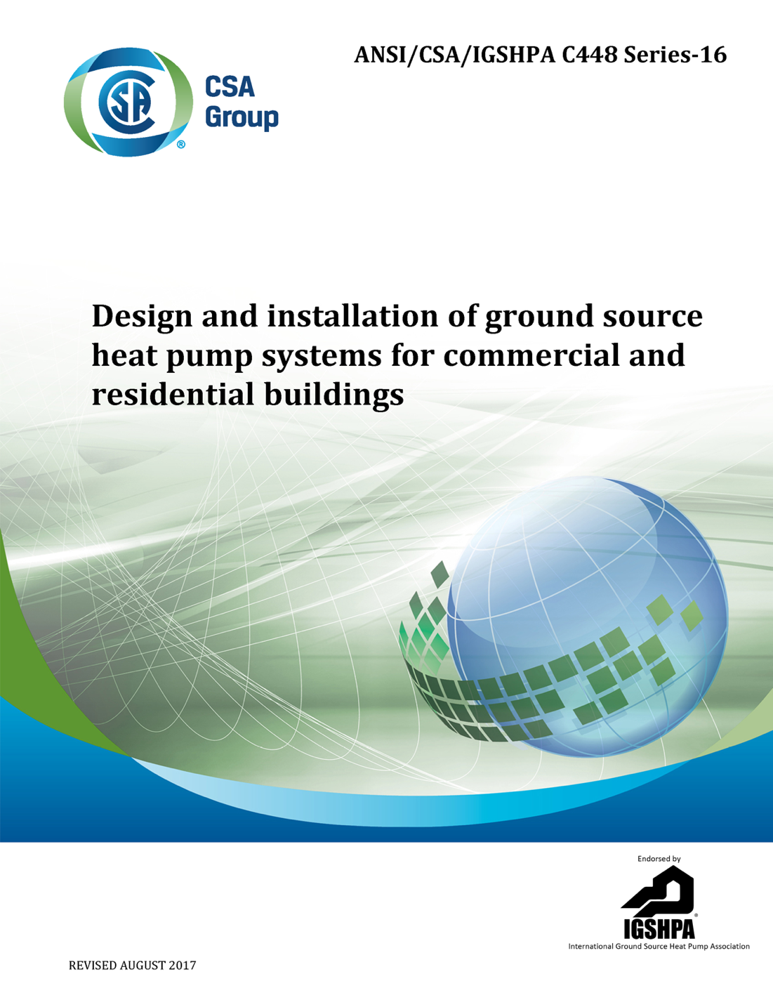 ANSI/CSA/IGSHPA C448 Series-16
CSA
CSA
Group
®
Design and installation of ground source
heat pump systems for commercial and
residential buildings
Endorsed by
IGSHPA
®
International Ground Source Heat Pump Association
REVISED AUGUST 2017